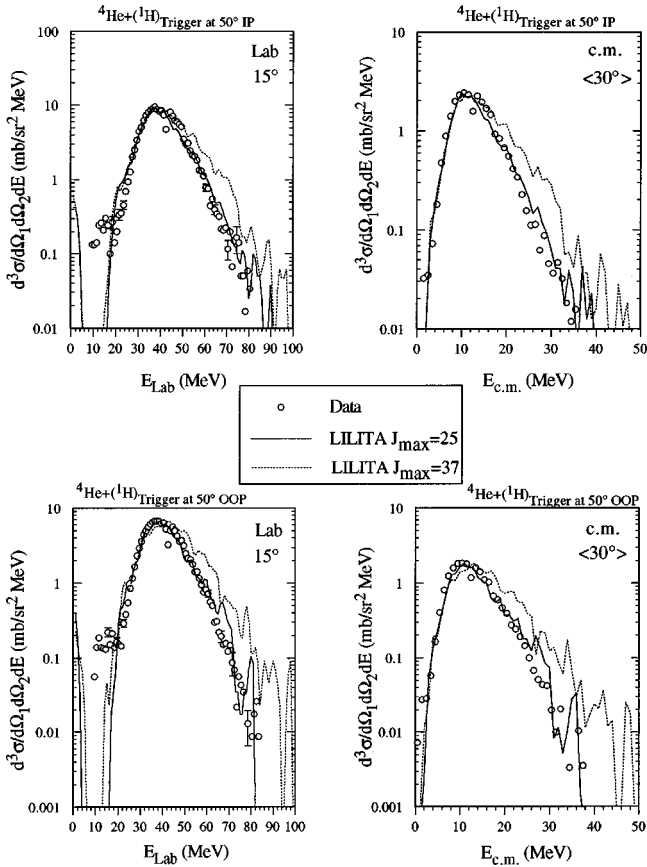 ⁴He+(¹H)Trigger at 50° IP
Lab
15°
d³σ/dΩ₁dΩ₂dE (mb/sr² MeV)
100
10
1
0.1
0.01
0 10 20 30 40 50 60 70 80 90 100
E_Lab (MeV)
⁴He+(¹H)Trigger at 50° IP
c.m.
<30°>
d³σ/dΩ₁dΩ₂dE (mb/sr² MeV)
10
1
0.1
0.01
0 10 20 30 40 50
E_c.m. (MeV)
Data
LILITA J_max=25
LILITA J_max=37
⁴He+(¹H)Trigger at 50° OOP
Lab
15°
d³σ/dΩ₁dΩ₂dE (mb/sr² MeV)
10
1
0.1
0.01
0.001
0 10 20 30 40 50 60 70 80 90 100
E_Lab (MeV)
⁴He+(¹H)Trigger at 50° OOP
c.m.
<30°>
d³σ/dΩ₁dΩ₂dE (mb/sr² MeV)
10
1
0.1
0.01
0.001
0 10 20 30 40 50
E_c.m. (MeV)